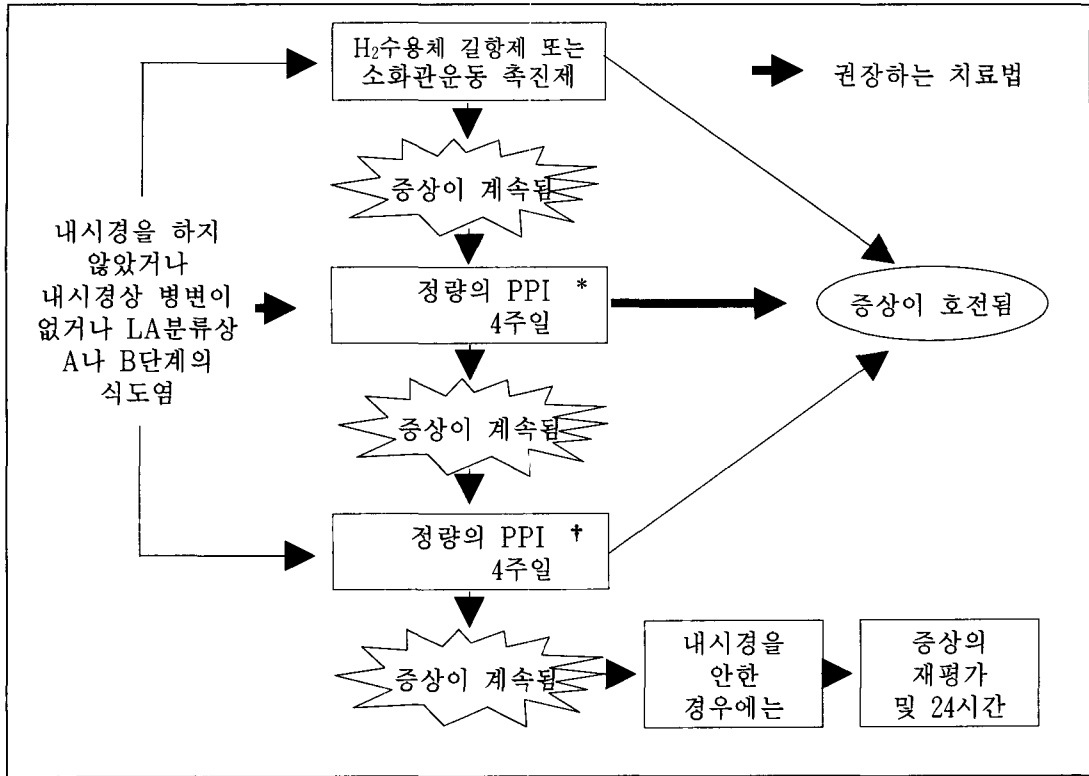 H₂수용체 길항제 또는
소화관운동 촉진제
권장하는 치료법
증상이 계속됨
내시경을 하지
않았거나
내시경상 병변이
없거나 LA분류상
A나 B단계의
식도염
정량의 PPI *
4주일
증상이 호전됨
증상이 계속됨
정량의 PPI †
4주일
증상이 계속됨
내시경을
안한
경우에는
증상의
재평가
및 24시간